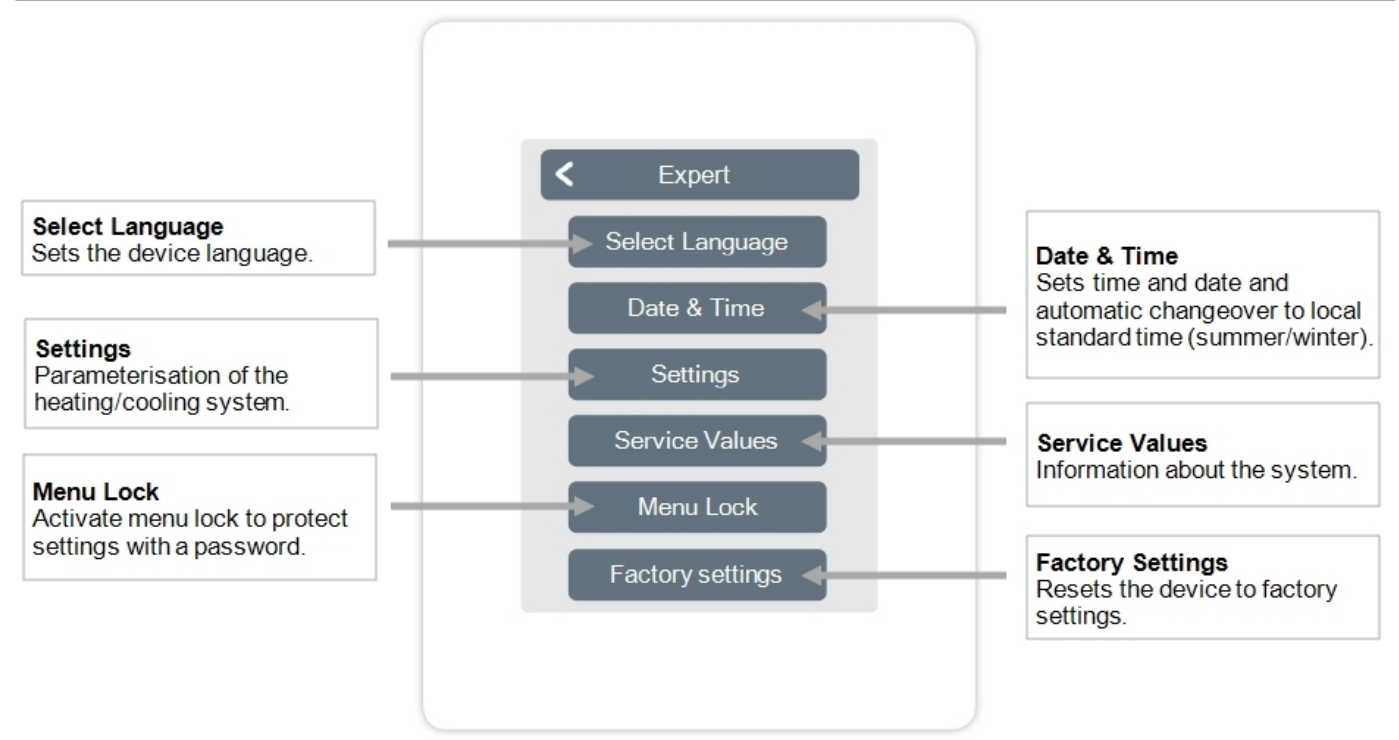 Expert
Select Language
Date & Time
Settings
Service Values
Menu Lock
Factory settings
Select Language
Sets the device language.
Settings
Parameterisation of the
heating/cooling system.
Menu Lock
Activate menu lock to protect
settings with a password.
Date & Time
Sets time and date and
automatic changeover to local
standard time (summer/winter).
Service Values
Information about the system.
Factory Settings
Resets the device to factory
settings.